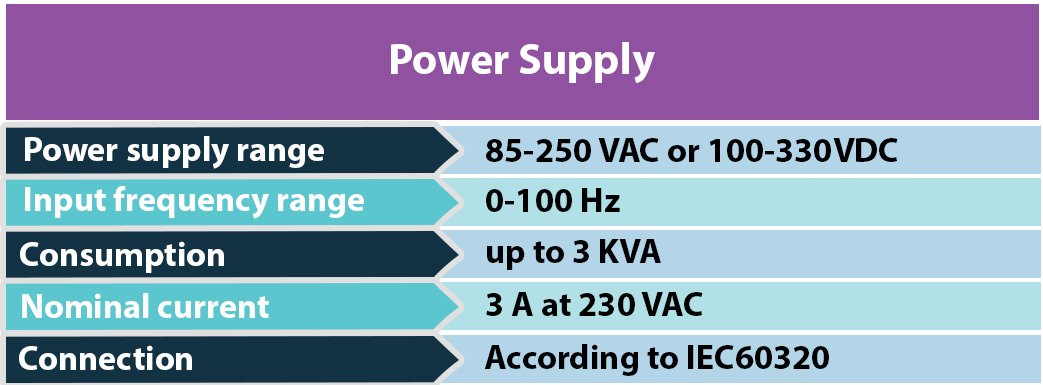 Power Supply
Power supply range 85-250 VAC or 100-330VDC
Input frequency range 0-100 Hz
Consumption up to 3 KVA
Nominal current 3 A at 230 VAC
Connection According to IEC60320